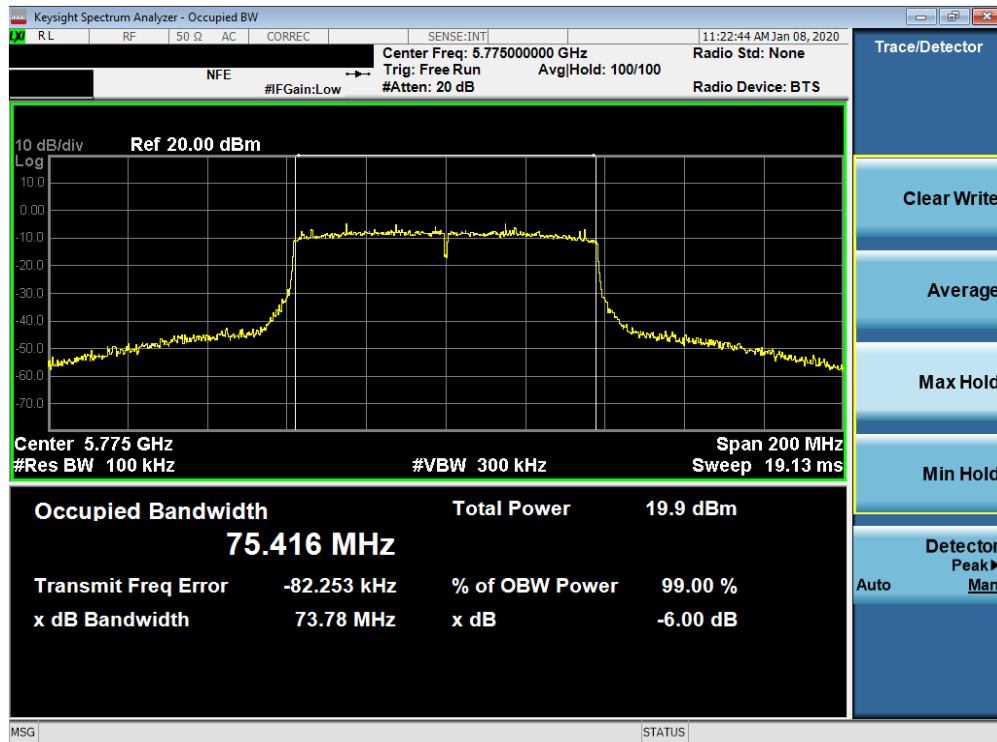 Keysight Spectrum Analyzer - Occupied BW
LXI RL RF 50 Ω AC CORREC SENSE:INT 11:22:44 AM Jan 08, 2020
Center Freq: 5.775000000 GHz Radio Std: None
NFE Trig: Free Run Avg|Hold: 100/100
#IFGain:Low #Atten: 20 dB Radio Device: BTS
10 dB/div Ref 20.00 dBm
Log
10.0
0.00
-10.0
-20.0
-30.0
-40.0
-50.0
-60.0
-70.0
Center 5.775 GHz Span 200 MHz
#Res BW 100 kHz #VBW 300 kHz Sweep 19.13 ms
Occupied Bandwidth Total Power 19.9 dBm
75.416 MHz
Transmit Freq Error -82.253 kHz % of OBW Power 99.00 %
x dB Bandwidth 73.78 MHz x dB -6.00 dB
MSG STATUS
Trace/Detector
Clear Write
Average
Max Hold
Min Hold
Detector
Peak▶
Auto Man